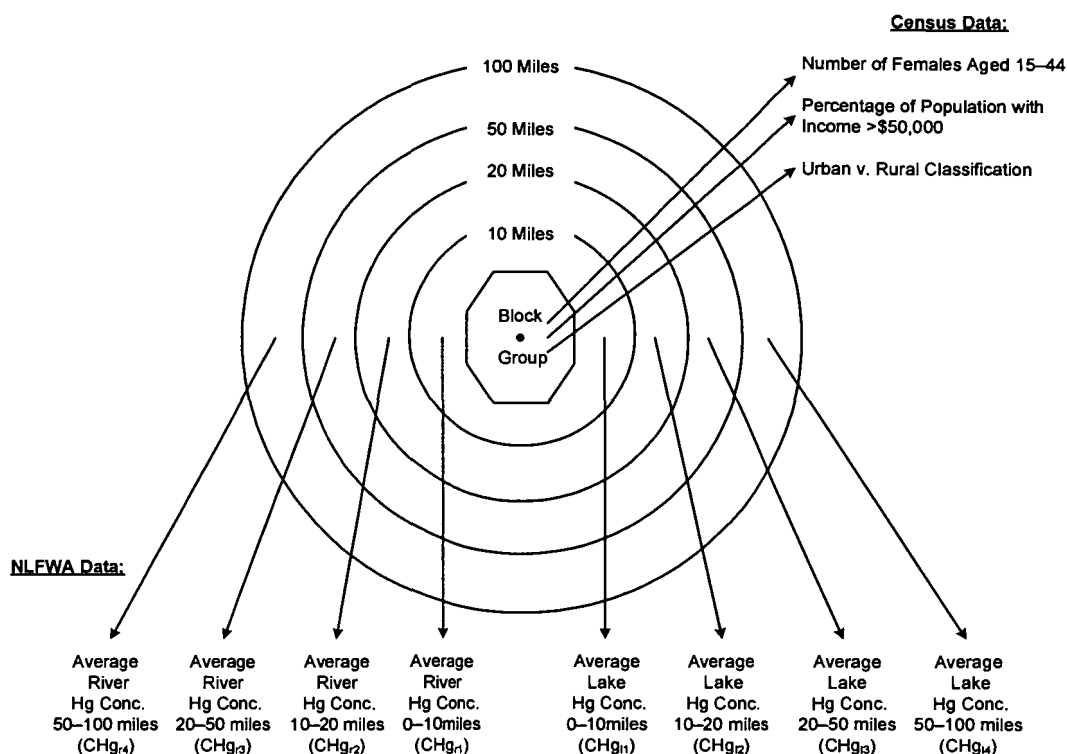 Census Data:
Number of Females Aged 15–44
Percentage of Population with
Income >$50,000
Urban v. Rural Classification
100 Miles
50 Miles
20 Miles
10 Miles
Block
Group
NLFWA Data:
Average
River
Hg Conc.
50–100 miles
(CHgr4)
Average
River
Hg Conc.
20–50 miles
(CHgr3)
Average
River
Hg Conc.
10–20 miles
(CHgr2)
Average
River
Hg Conc.
0–10 miles
(CHgr1)
Average
Lake
Hg Conc.
0–10miles
(CHgl1)
Average
Lake
Hg Conc.
10–20 miles
(CHgl2)
Average
Lake
Hg Conc.
20–50 miles
(CHgl3)
Average
Lake
Hg Conc.
50–100 miles
(CHgl4)